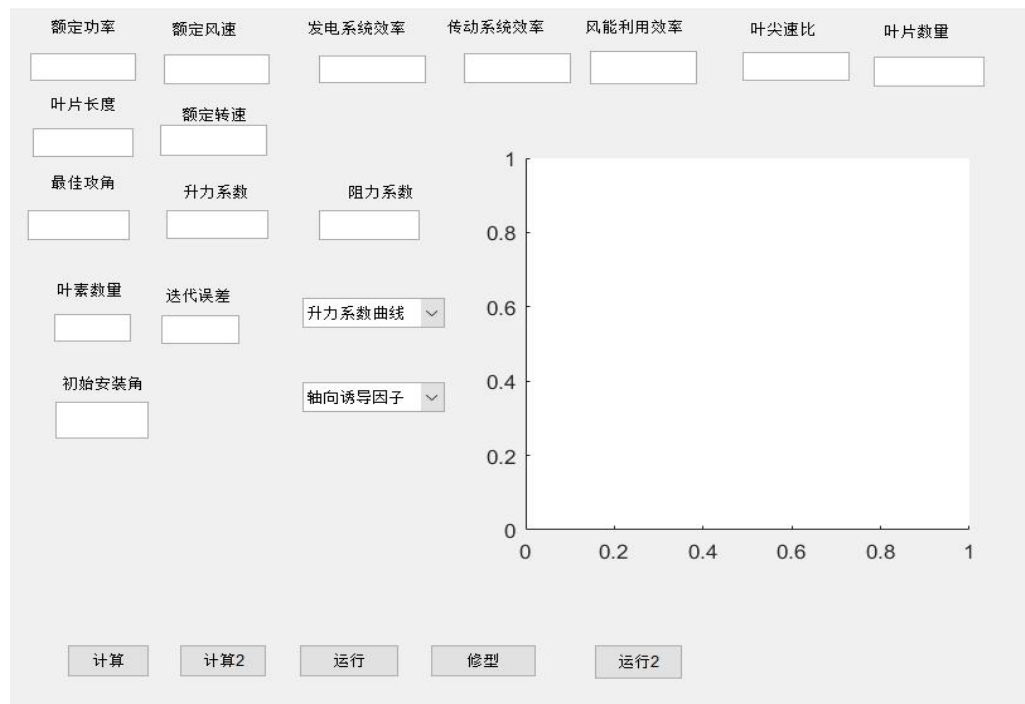 额定功率 额定风速 发电系统效率 传动系统效率 风能利用效率 叶尖速比 叶片数量
叶片长度 额定转速
最佳攻角 升力系数 阻力系数
叶素数量 迭代误差 升力系数曲线
初始安装角 轴向诱导因子
1
0.8
0.6
0.4
0.2
0
0 0.2 0.4 0.6 0.8 1
计算 计算2 运行 修型 运行2